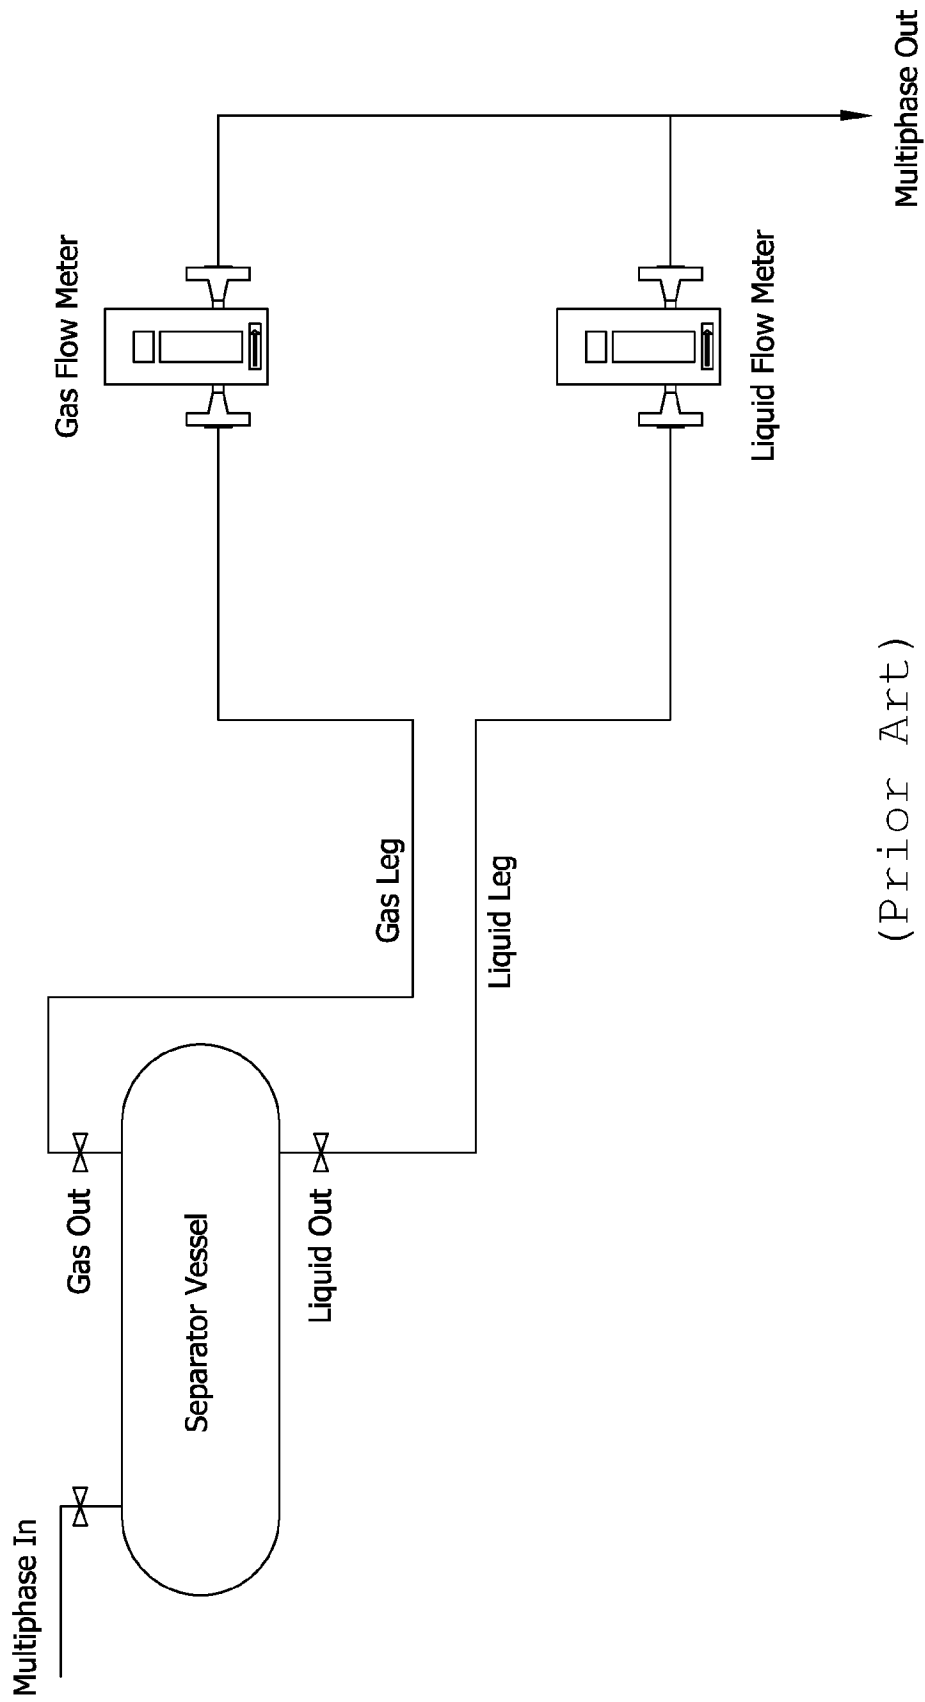 Multiphase In
Gas Out
Separator Vessel
Liquid Out
Gas Leg
Liquid Leg
Gas Flow Meter
Liquid Flow Meter
Multiphase Out
(Prior Art)